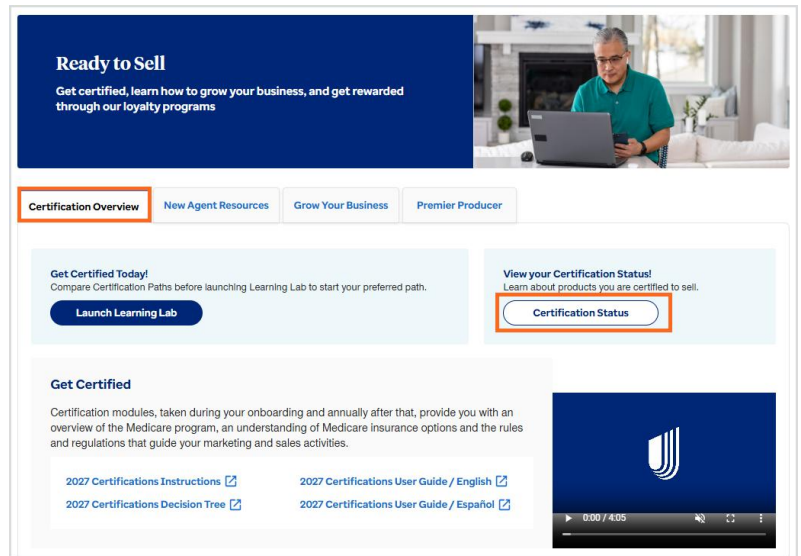 Ready to Sell
Get certified, learn how to grow your business, and get rewarded
through our loyalty programs
Certification Overview
New Agent Resources
Grow Your Business
Premier Producer
Get Certified Today!
Compare Certification Paths before launching Learning Lab to start your preferred path.
Launch Learning Lab
View your Certification Status!
Learn about products you are certified to sell.
Certification Status
Get Certified
Certification modules, taken during your onboarding and annually after that, provide you with an
overview of the Medicare program, an understanding of Medicare insurance options and the rules
and regulations that guide your marketing and sales activities.
2027 Certifications Instructions
2027 Certifications User Guide / English
2027 Certifications Decision Tree
2027 Certifications User Guide / Español
0:00 / 4:05